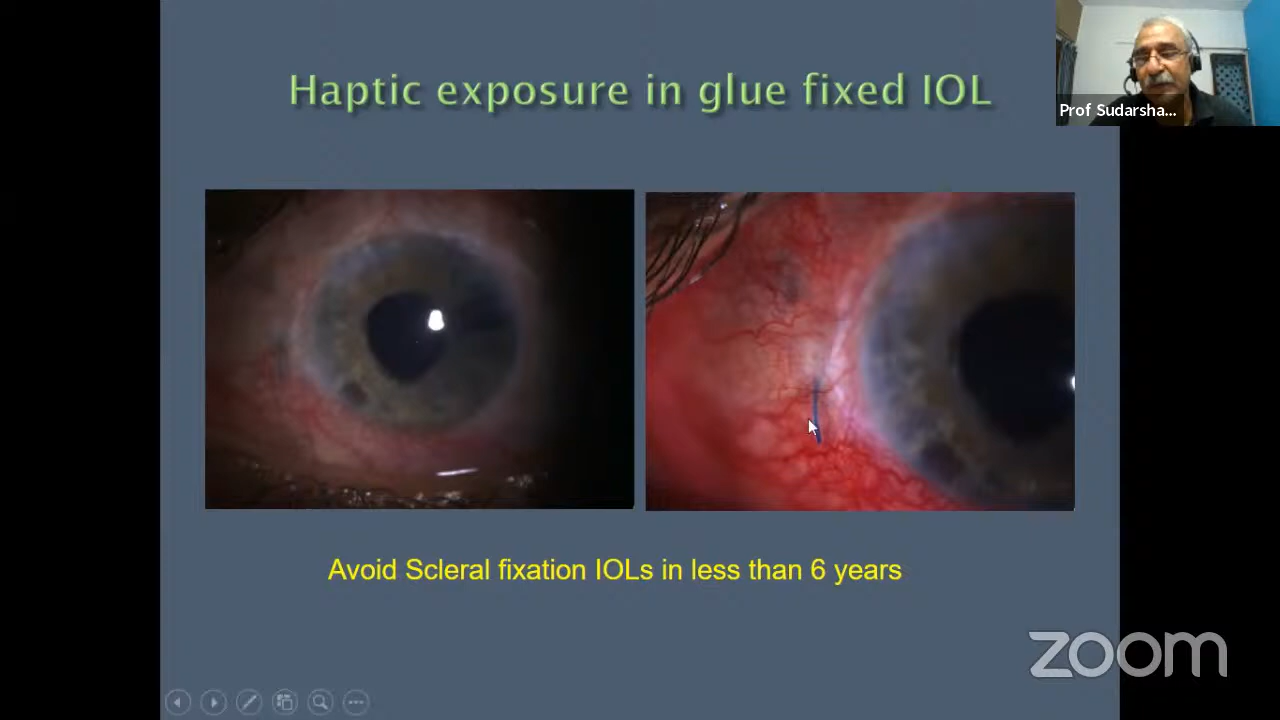 Haptic exposure in glue fixed IOL
Prof Sudarsha...
Avoid Scleral fixation IOLs in less than 6 years
zoom